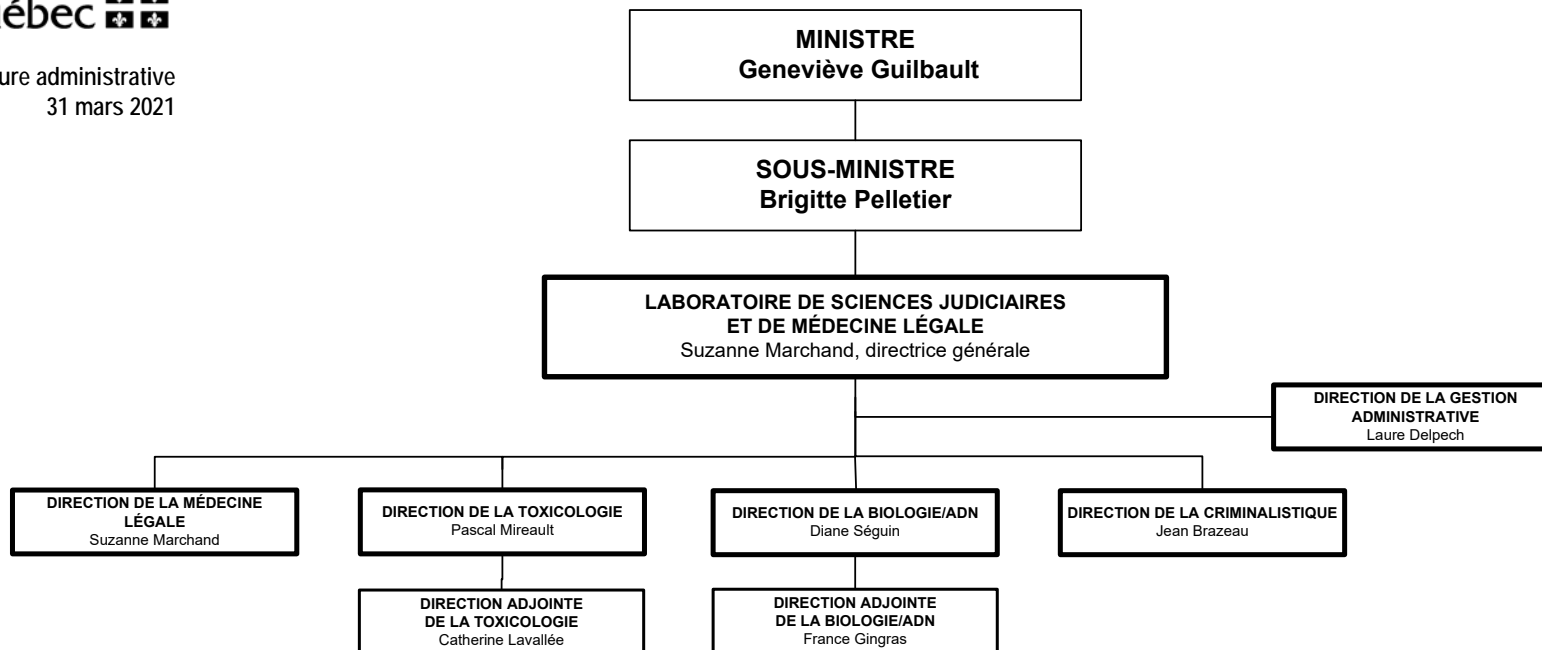 MINISTRE
Geneviève Guilbault
31 mars 2021
SOUS-MINISTRE
Brigitte Pelletier
LABORATOIRE DE SCIENCES JUDICIAIRES
ET DE MÉDECINE LÉGALE
Suzanne Marchand, directrice générale
DIRECTION DE LA GESTION
ADMINISTRATIVE
Laure Delpech
DIRECTION DE LA MÉDECINE
LÉGALE
Suzanne Marchand
DIRECTION DE LA TOXICOLOGIE
Pascal Mireault
DIRECTION DE LA BIOLOGIE/ADN
Diane Séguin
DIRECTION DE LA CRIMINALISTIQUE
Jean Brazeau
DIRECTION ADJOINTE
DE LA TOXICOLOGIE
Catherine Lavallée
DIRECTION ADJOINTE
DE LA BIOLOGIE/ADN
France Gingras